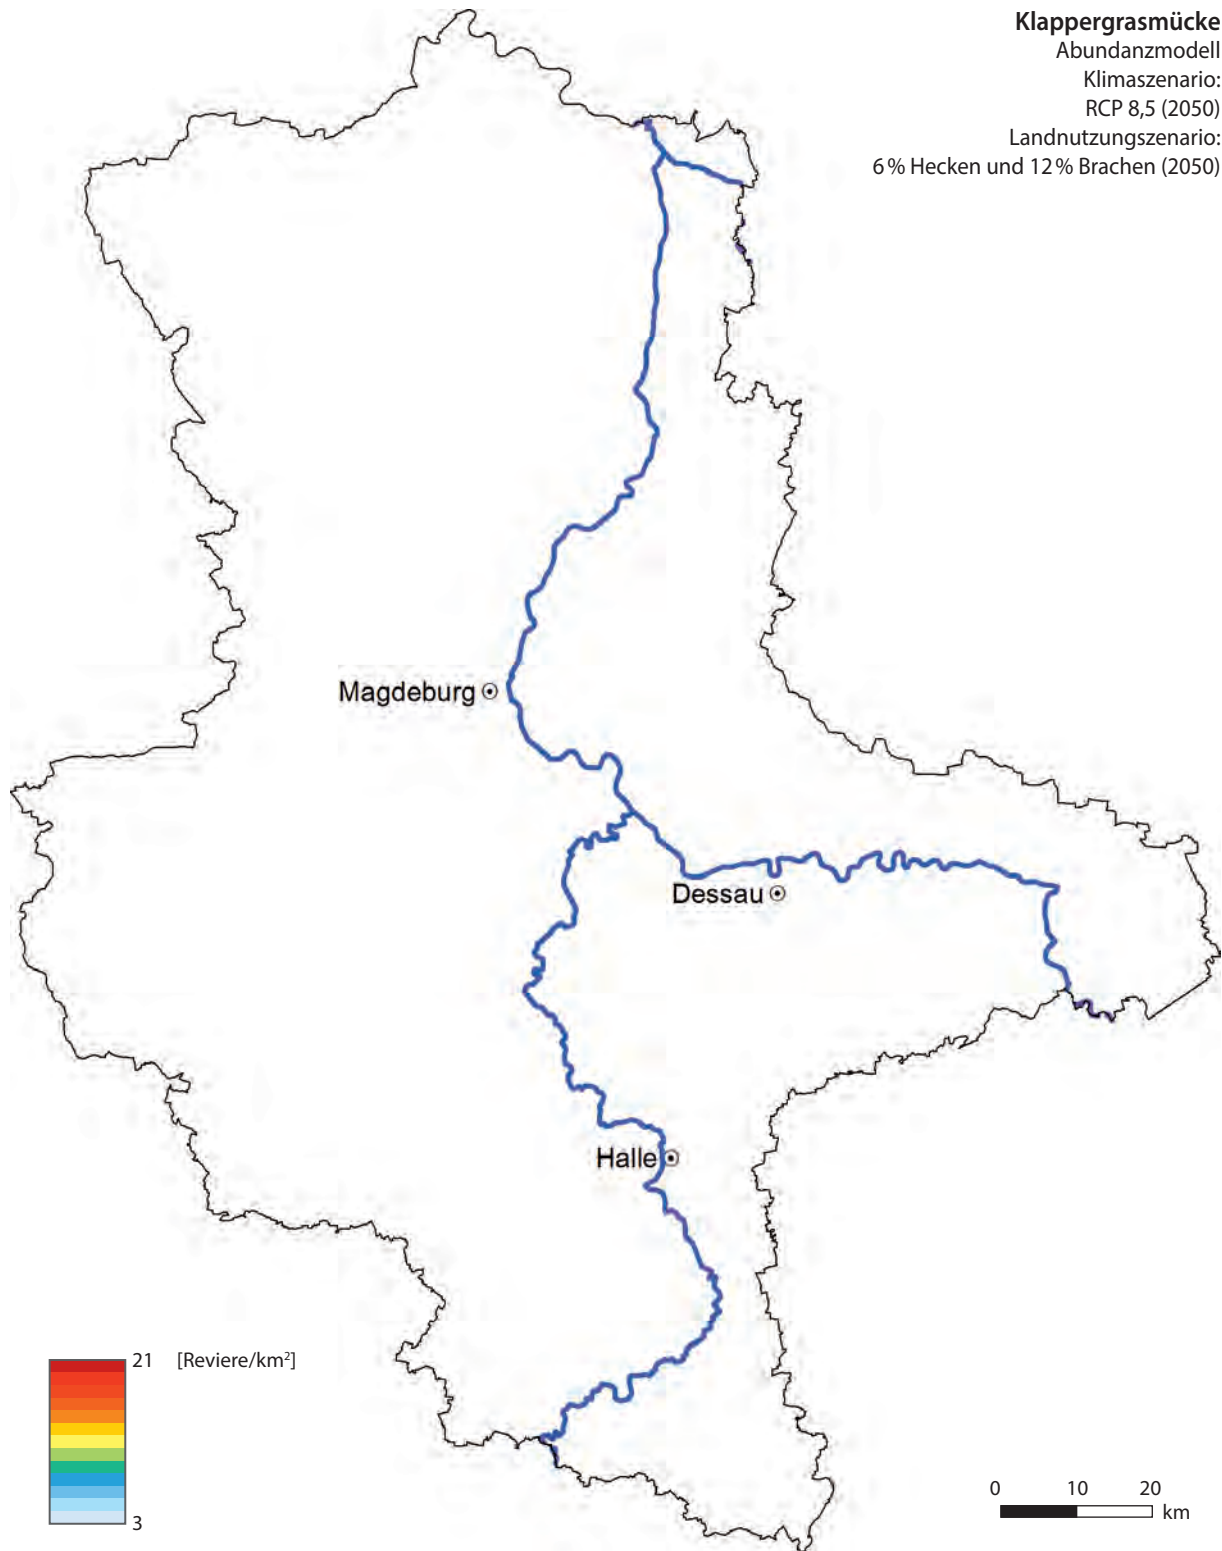 Klappergrasmücke
Abundanzmodell
Klimaszenario:
RCP 8,5 (2050)
Landnutzungszenario:
6 % Hecken und 12 % Brachen (2050)
Magdeburg
Dessau
Halle
21 [Reviere/km²]
3
0 10 20
km